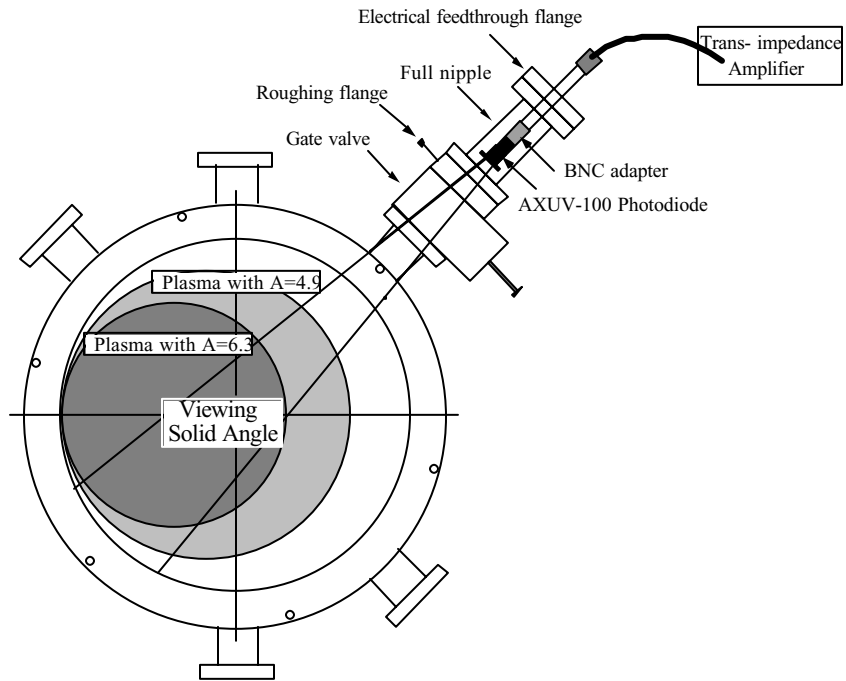 Electrical feedthrough flange
Trans- impedance
Amplifier
Full nipple
Roughing flange
Gate valve
BNC adapter
AXUV-100 Photodiode
Plasma with A=4.9
Plasma with A=6.3
Viewing
Solid Angle